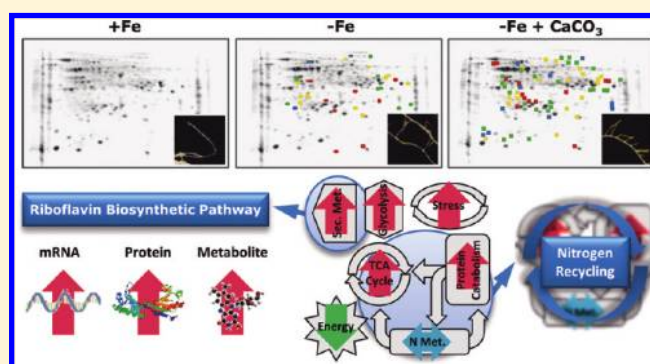 +Fe
-Fe
-Fe + CaCO3
Riboflavin Biosynthetic Pathway
mRNA
Protein
Metabolite
Sec. Met.
Glycolysis
Stress
TCA
Cycle
Protein
Catabolism
Energy
N Met.
Nitrogen
Recycling
N Met.